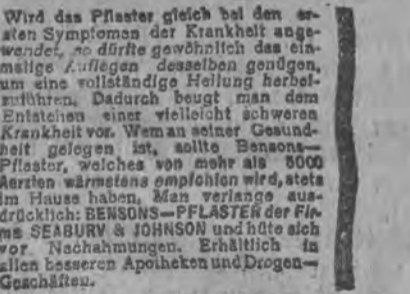 Wird das Pflaster gleich bei den er-
sten Symptomen der Krankheit ange-
wendet, so dürfte gewöhnlich das ein-
malige Auflegen desselben genügen,
um eine vollständige Heilung herbei-
zuführen. Dadurch beugt man dem
Entstehen einer vielleicht schweren
Krankheit vor. Wem an seiner Gesund-
heit gelegen ist, sollte Bensons—
Pflaster, welches von mehr als 5000
Aerzten wärmstens empfohlen wird, stets
im Hause haben. Man verlange aus-
drücklich: BENSONS—PFLASTER der Fir-
ma SEABURY & JOHNSON und hüte sich
vor Nachahmungen. Erhältlich in
allen besseren Apotheken und Drogen—
Geschäften.